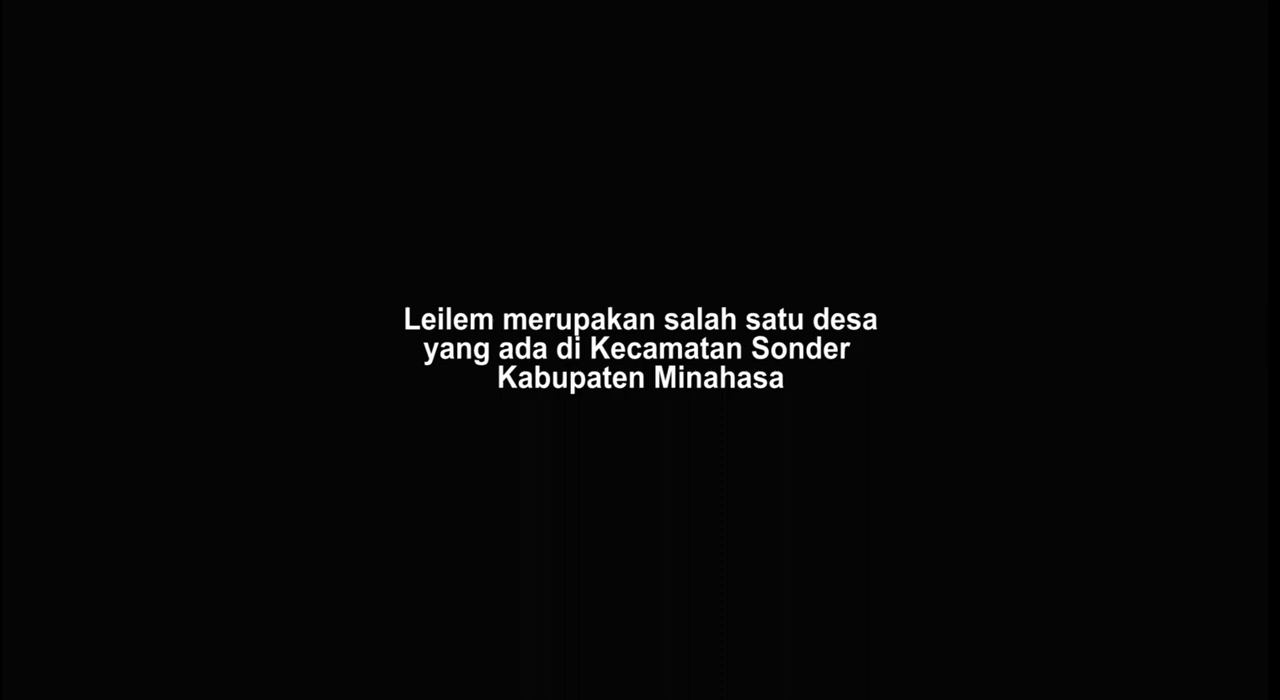 Leilem merupakan salah satu desa
yang ada di Kecamatan Sonder
Kabupaten Minahasa